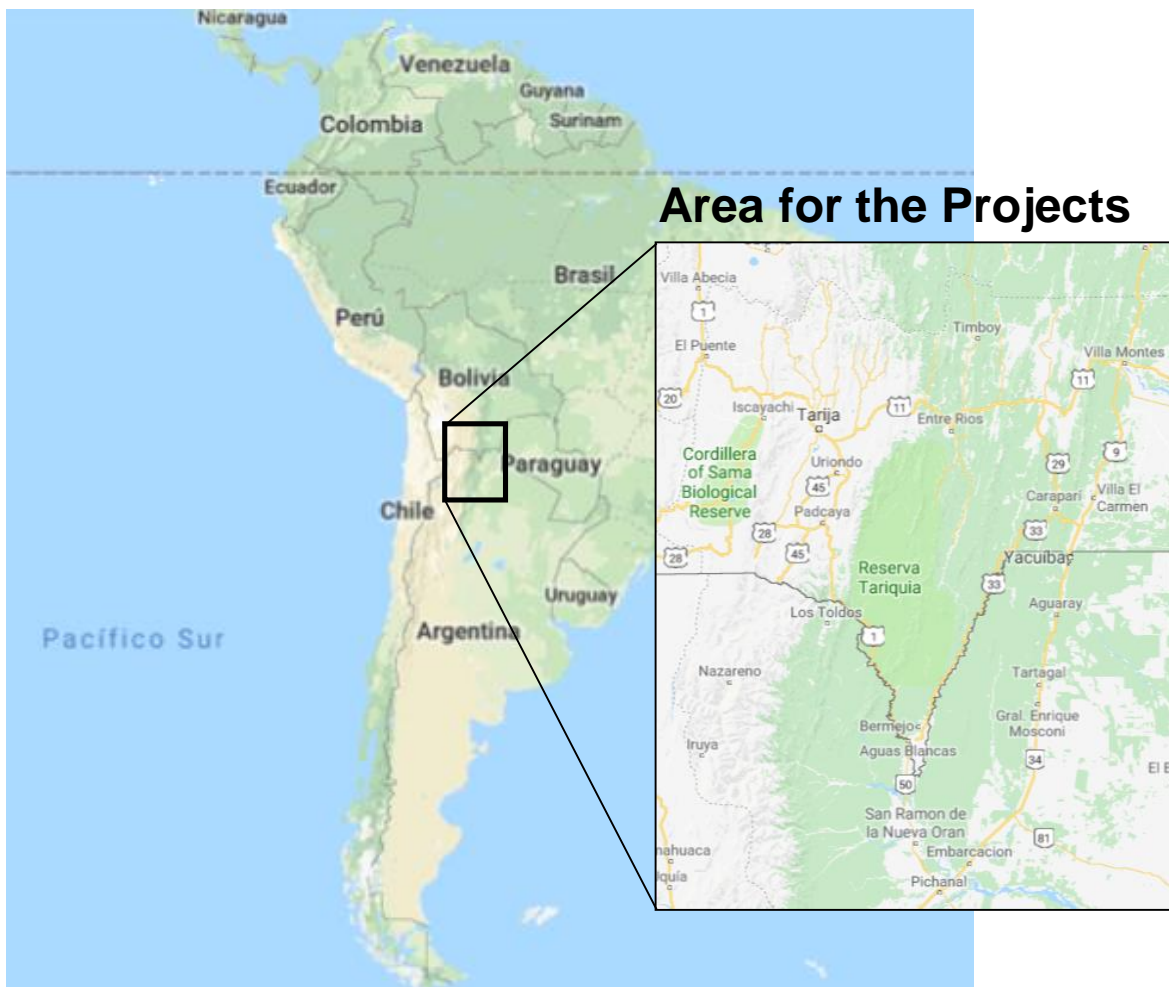 Nicaragua
Venezuela
Guyana
Colombia
Surinam
Ecuador
Area for the Projects
Brasil
Perú
Bolivia
Paraguay
Chile
Uruguay
Argentina
Pacífico Sur
Villa Abecia
1
Timboy
El Puente
Villa Montes
11
20
Iscayachi
Tarija
11
Entre Rios
Cordillera
of Sama
Biological
Reserve
Uriondo
45
9
29
Padcaya
Caraparí
Villa El
Carmen
28
33
28
45
Yacuiba
Reserva
Tariquia
33
Los Toldos
Aguaray
1
Nazareno
Tartagal
Bermejo
Gral. Enrique
Mosconi
Iruya
Aguas Blancas
34
50
San Ramon de
la Nueva Oran
81
Embarcacion
Pichanal